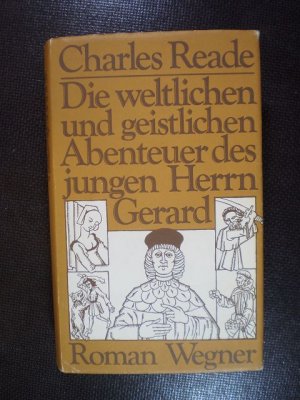 Charles Reade
Die weltlichen
und geistlichen
Abenteuer des
jungen Herrn
Gerard
Roman Wegner